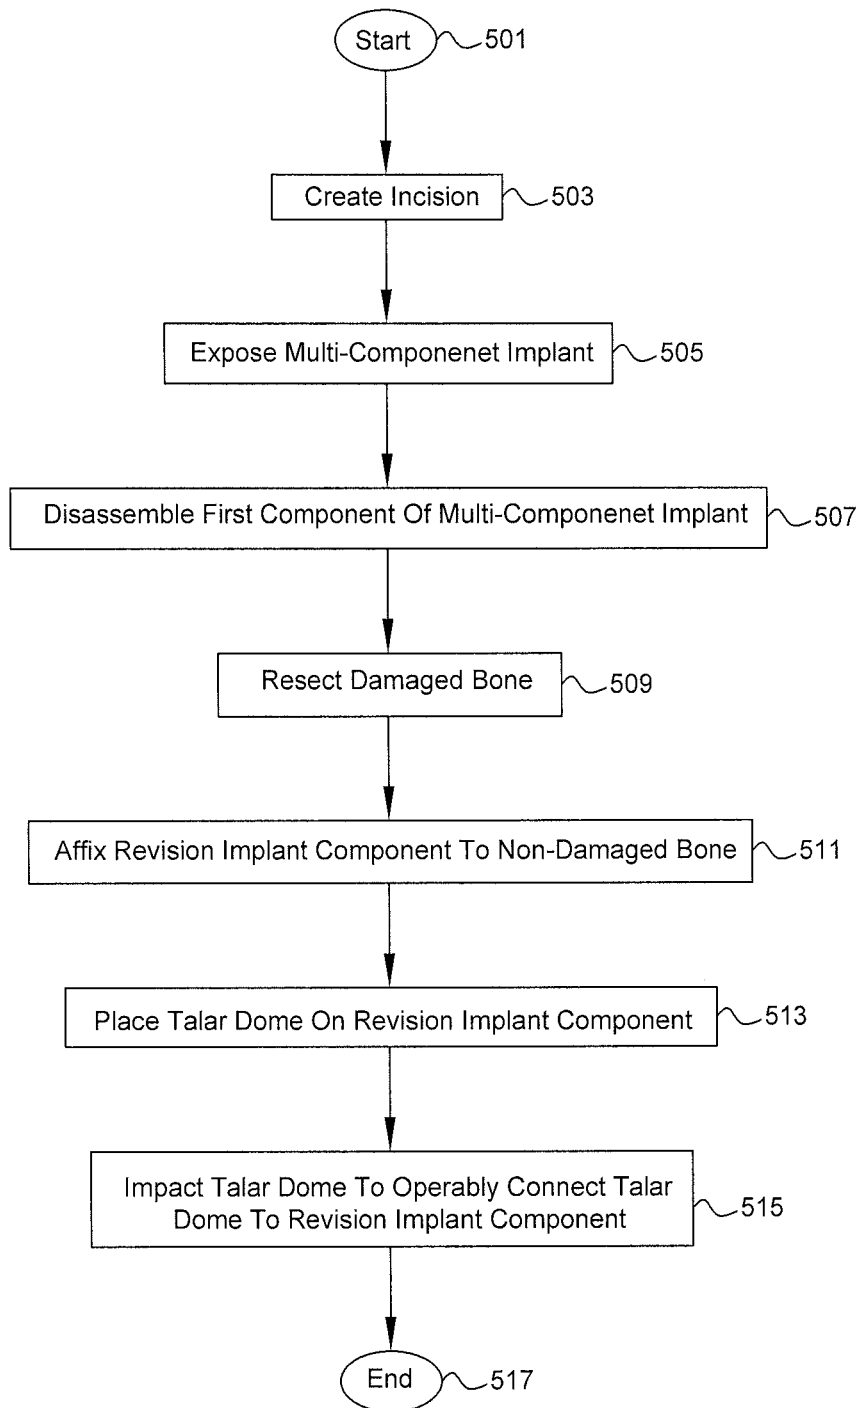 Start 501
Create Incision 503
Expose Multi-Componenet Implant 505
Disassemble First Component Of Multi-Componenet Implant 507
Resect Damaged Bone 509
Affix Revision Implant Component To Non-Damaged Bone 511
Place Talar Dome On Revision Implant Component 513
Impact Talar Dome To Operably Connect Talar
Dome To Revision Implant Component 515
End 517